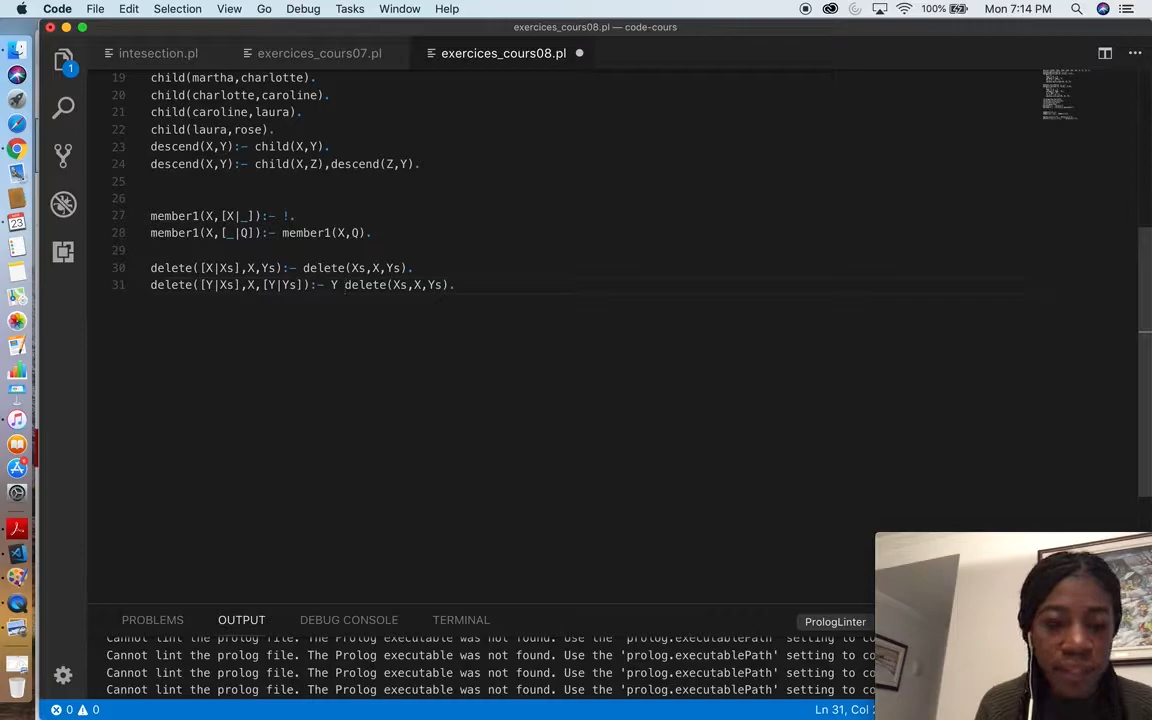 Code File Edit Selection View Go Debug Tasks Window Help 100% Mon 7:14 PM
exercices_cours08.pl — code-cours
intesection.pl exercices_cours07.pl exercices_cours08.pl
19 child(martha,charlotte).
20 child(charlotte,caroline).
21 child(caroline,laura).
22 child(laura,rose).
23 descend(X,Y):- child(X,Y).
24 descend(X,Y):- child(X,Z),descend(Z,Y).
25
26
27 member1(X,[X|_]):- !.
28 member1(X,[_|Q]):- member1(X,Q).
29
30 delete([X|Xs],X,Ys):- delete(Xs,X,Ys).
31 delete([Y|Xs],X,[Y|Ys]):- Y delete(Xs,X,Ys).
PROBLEMS OUTPUT DEBUG CONSOLE TERMINAL PrologLinter
Cannot lint the prolog file. The Prolog executable was not found. Use the 'prolog.executablePath' setting to co
Cannot lint the prolog file. The Prolog executable was not found. Use the 'prolog.executablePath' setting to co
Cannot lint the prolog file. The Prolog executable was not found. Use the 'prolog.executablePath' setting to co
Cannot lint the prolog file. The Prolog executable was not found. Use the 'prolog.executablePath' setting to co
0 0 Ln 31, Col